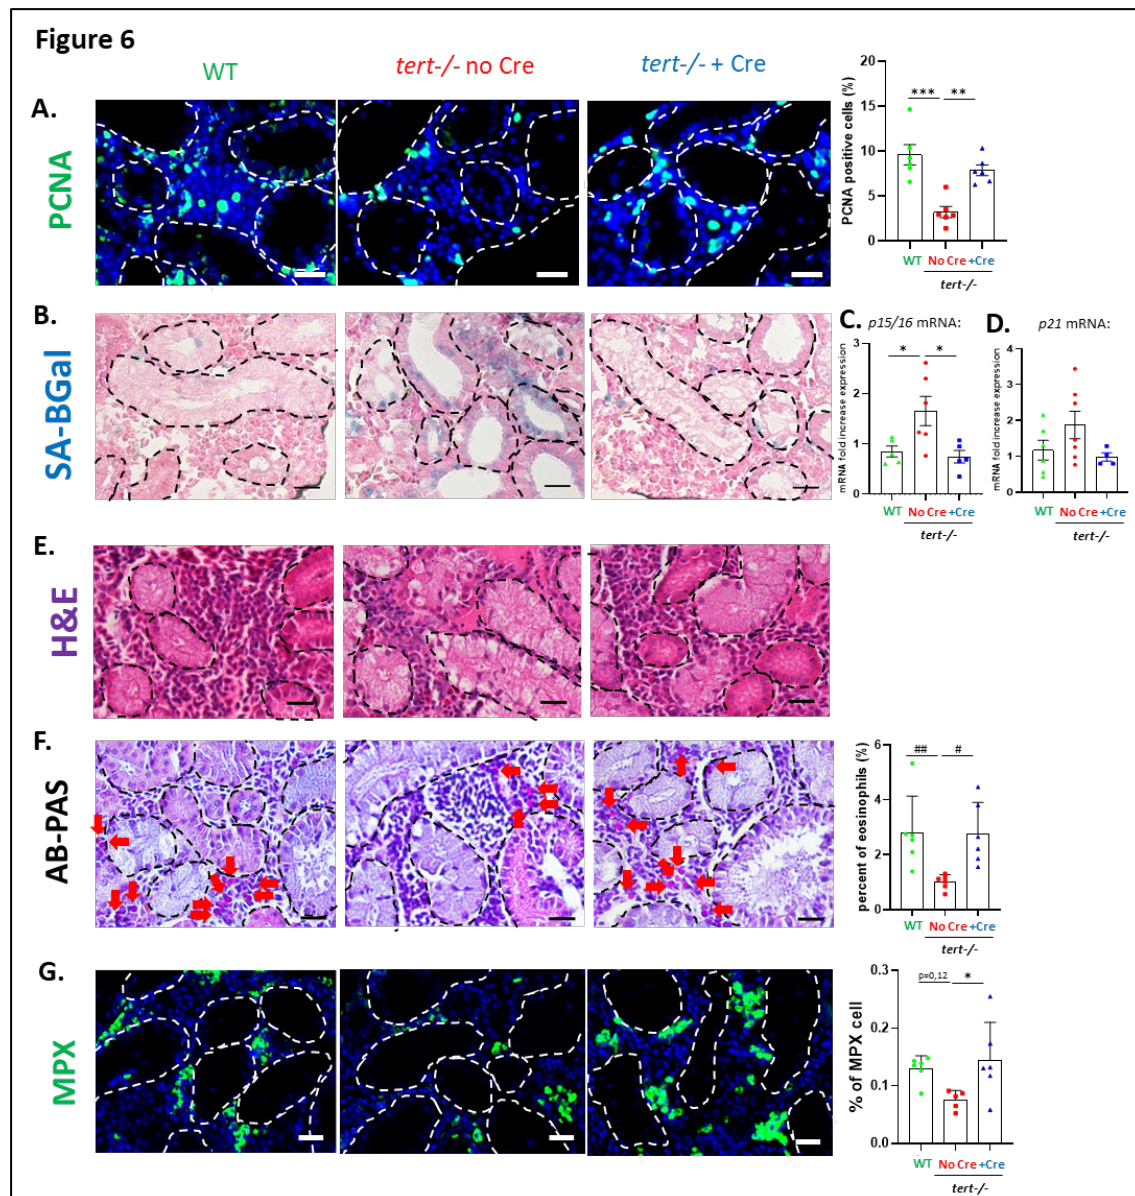 Figure 6
WT
tert-/- no Cre
tert-/- + Cre
A.
PCNA
PCNA positive cells (%)
20
15
10
5
0
***
**
WT
No Cre
+Cre
tert-/-
B.
SA-BGal
C.
p15/16 mRNA:
mRNA fold increase expression
3
2
1
0
*
*
WT
No Cre
+Cre
tert-/-
D.
p21 mRNA:
mRNA fold increase expression
4
3
2
1
0
WT
No Cre
+Cre
tert-/-
E.
H&E
F.
AB-PAS
percent of eosinophils (%)
6%
4%
2%
0%
##
#
WT
No Cre
+Cre
tert-/-
G.
MPX
% of MPX cell
0.3
0.2
0.1
0.0
p=0,12
*
WT
No Cre
+Cre
tert-/-